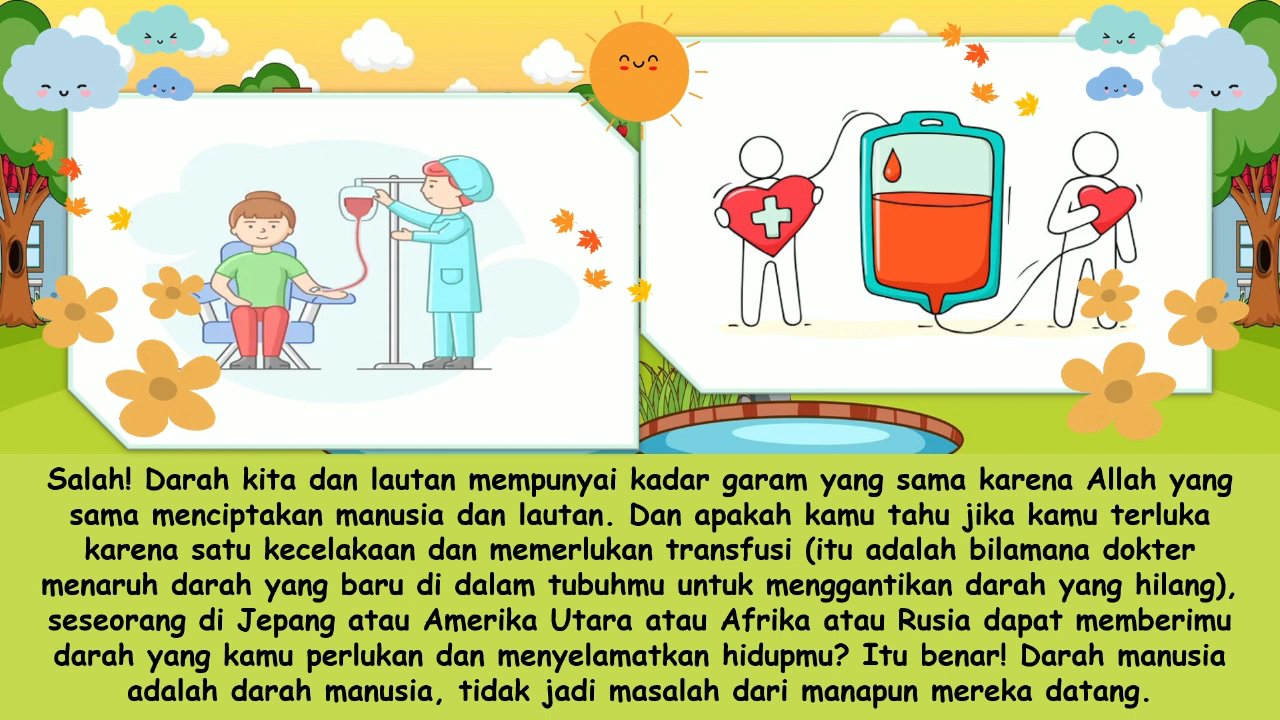 Salah! Darah kita dan lautan mempunyai kadar garam yang sama karena Allah yang
sama menciptakan manusia dan lautan. Dan apakah kamu tahu jika kamu terluka
karena satu kecelakaan dan memerlukan transfusi (itu adalah bilamana dokter
menaruh darah yang baru di dalam tubuhmu untuk menggantikan darah yang hilang),
seseorang di Jepang atau Amerika Utara atau Afrika atau Rusia dapat memberimu
darah yang kamu perlukan dan menyelamatkan hidupmu? Itu benar! Darah manusia
adalah darah manusia, tidak jadi masalah dari manapun mereka datang.